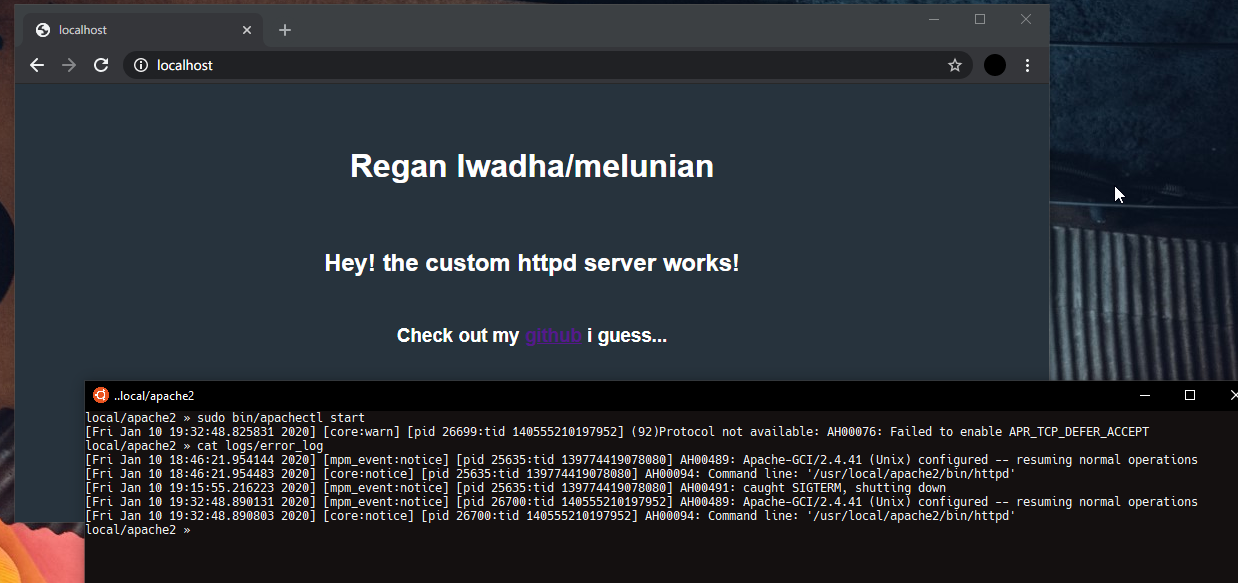 localhost
localhost
Regan lwadha/melunian
Hey! the custom httpd server works!
Check out my github i guess...
..local/apache2
local/apache2 » sudo bin/apachectl start
[Fri Jan 10 19:32:48.825831 2020] [core:warn] [pid 26699:tid 140555210197952] (92)Protocol not available: AH00076: Failed to enable APR_TCP_DEFER_ACCEPT
local/apache2 » cat logs/error_log
[Fri Jan 10 18:46:21.954144 2020] [mpm_event:notice] [pid 25635:tid 139774419078080] AH00489: Apache-GCI/2.4.41 (Unix) configured -- resuming normal operations
[Fri Jan 10 18:46:21.954483 2020] [core:notice] [pid 25635:tid 139774419078080] AH00094: Command line: '/usr/local/apache2/bin/httpd'
[Fri Jan 10 19:15:55.216223 2020] [mpm_event:notice] [pid 25635:tid 139774419078080] AH00491: caught SIGTERM, shutting down
[Fri Jan 10 19:32:48.890131 2020] [mpm_event:notice] [pid 26700:tid 140555210197952] AH00489: Apache-GCI/2.4.41 (Unix) configured -- resuming normal operations
[Fri Jan 10 19:32:48.890803 2020] [core:notice] [pid 26700:tid 140555210197952] AH00094: Command line: '/usr/local/apache2/bin/httpd'
local/apache2 »